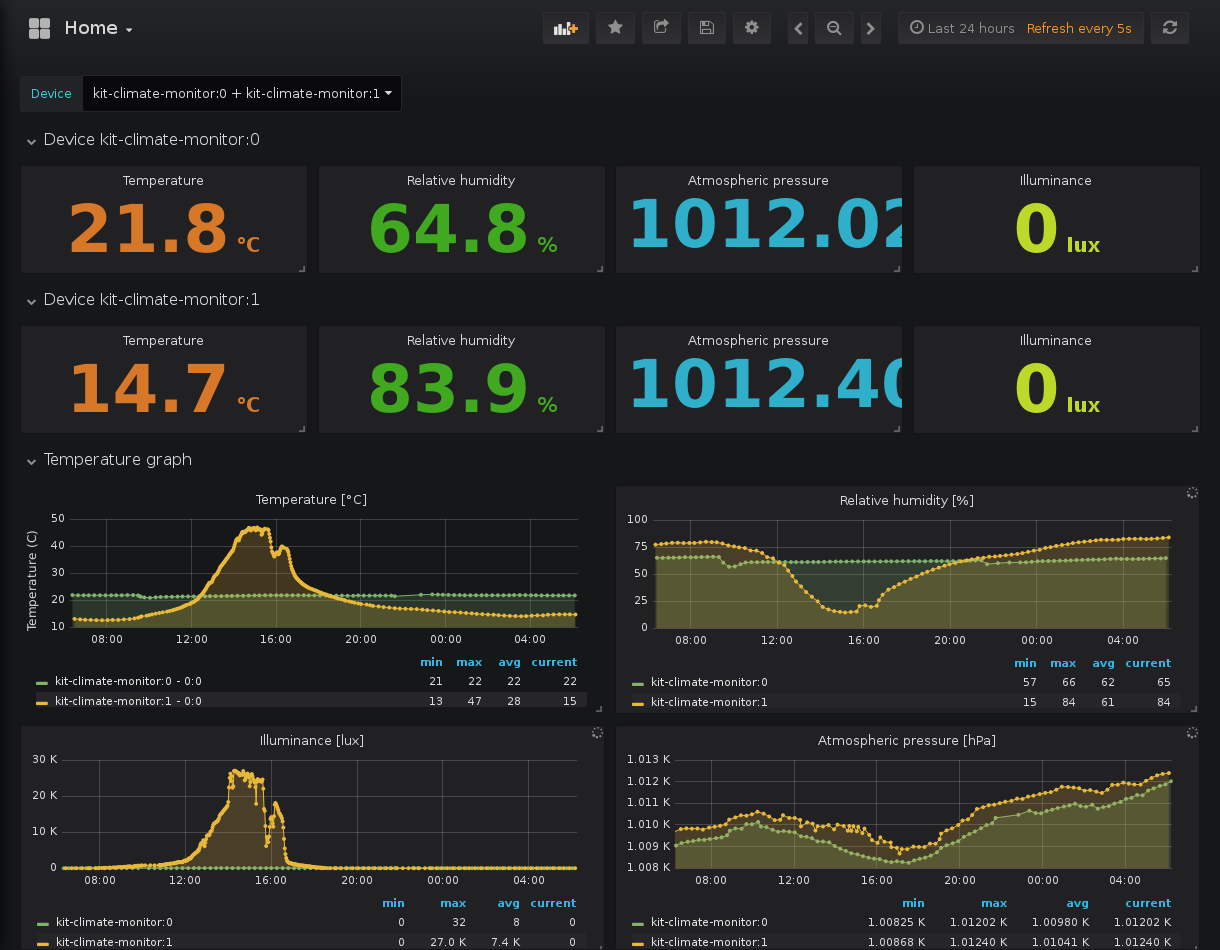 Home
Last 24 hours Refresh every 5s
Device kit-climate-monitor:0 + kit-climate-monitor:1
Device kit-climate-monitor:0
Temperature Relative humidity Atmospheric pressure Illuminance
21.8 °C 64.8 % 1012.02 0 lux
Device kit-climate-monitor:1
Temperature Relative humidity Atmospheric pressure Illuminance
14.7 °C 83.9 % 1012.40 0 lux
Temperature graph
Temperature [°C]
Temperature (C)
50
40
30
20
10
08:00 12:00 16:00 20:00 00:00 04:00
min max avg current
kit-climate-monitor:0 - 0:0 21 22 22 22
kit-climate-monitor:1 - 0:0 13 47 28 15
Relative humidity [%]
100
75
50
25
0
08:00 12:00 16:00 20:00 00:00 04:00
min max avg current
kit-climate-monitor:0 57 66 62 65
kit-climate-monitor:1 15 84 61 84
Illuminance [lux]
30 K
20 K
10 K
0
08:00 12:00 16:00 20:00 00:00 04:00
min max avg current
kit-climate-monitor:0 0 32 8 0
kit-climate-monitor:1 0 27.0 K 7.4 K 0
Atmospheric pressure [hPa]
1.013 K
1.012 K
1.011 K
1.010 K
1.009 K
1.008 K
08:00 12:00 16:00 20:00 00:00 04:00
min max avg current
kit-climate-monitor:0 1.00825 K 1.01202 K 1.00980 K 1.01202 K
kit-climate-monitor:1 1.00868 K 1.01240 K 1.01041 K 1.01240 K